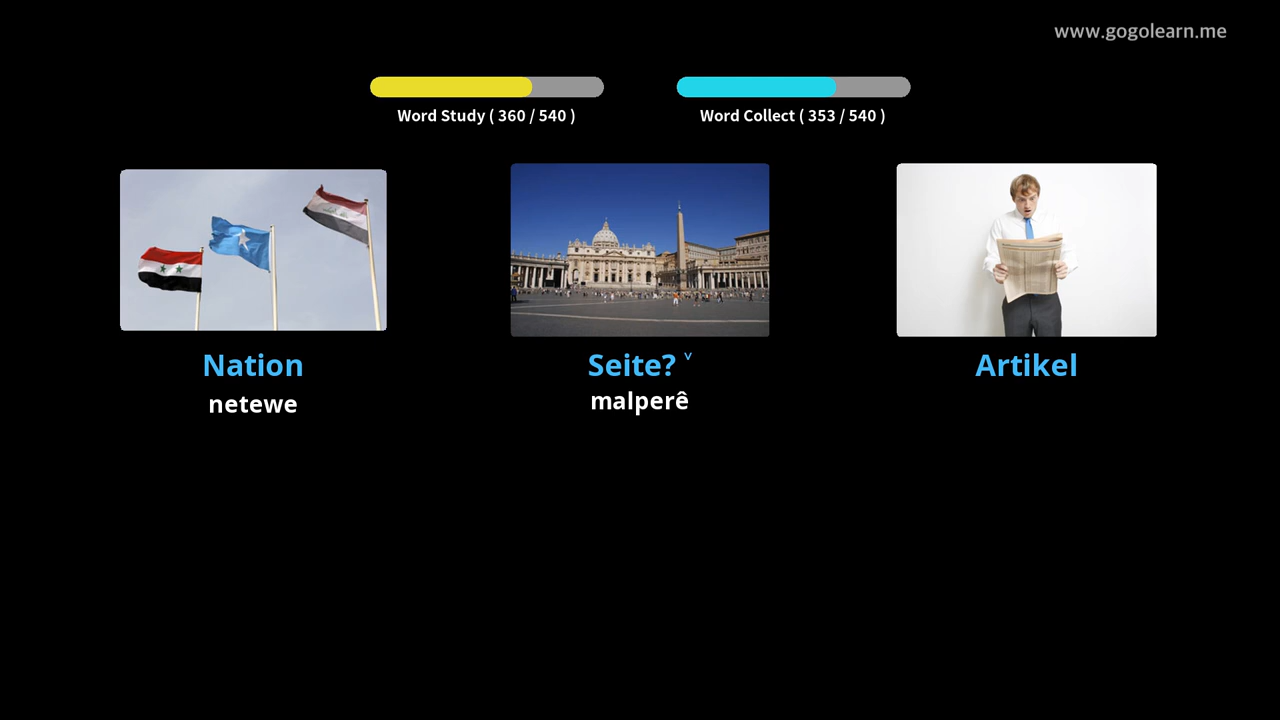 www.gogolearn.me
Word Study ( 360 / 540 )
Word Collect ( 353 / 540 )
Nation
netewe
Seite? ᵛ
malperê
Artikel